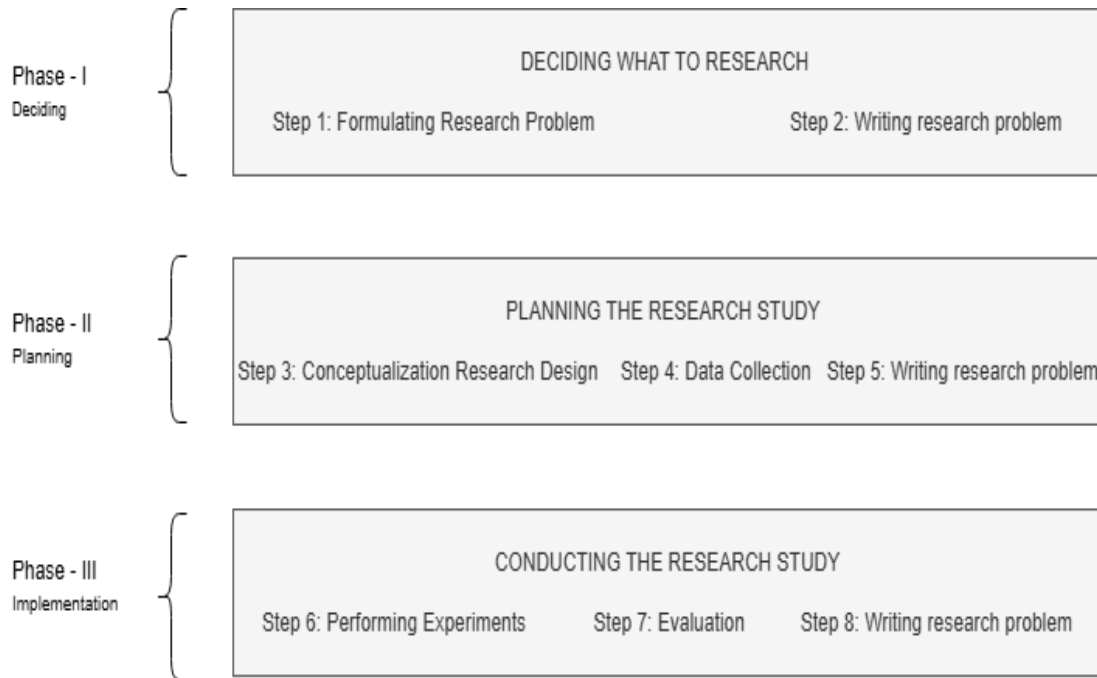 Phase - I
Deciding
DECIDING WHAT TO RESEARCH
Step 1: Formulating Research Problem
Step 2: Writing research problem
Phase - II
Planning
PLANNING THE RESEARCH STUDY
Step 3: Conceptualization Research Design
Step 4: Data Collection
Step 5: Writing research problem
Phase - III
Implementation
CONDUCTING THE RESEARCH STUDY
Step 6: Performing Experiments
Step 7: Evaluation
Step 8: Writing research problem